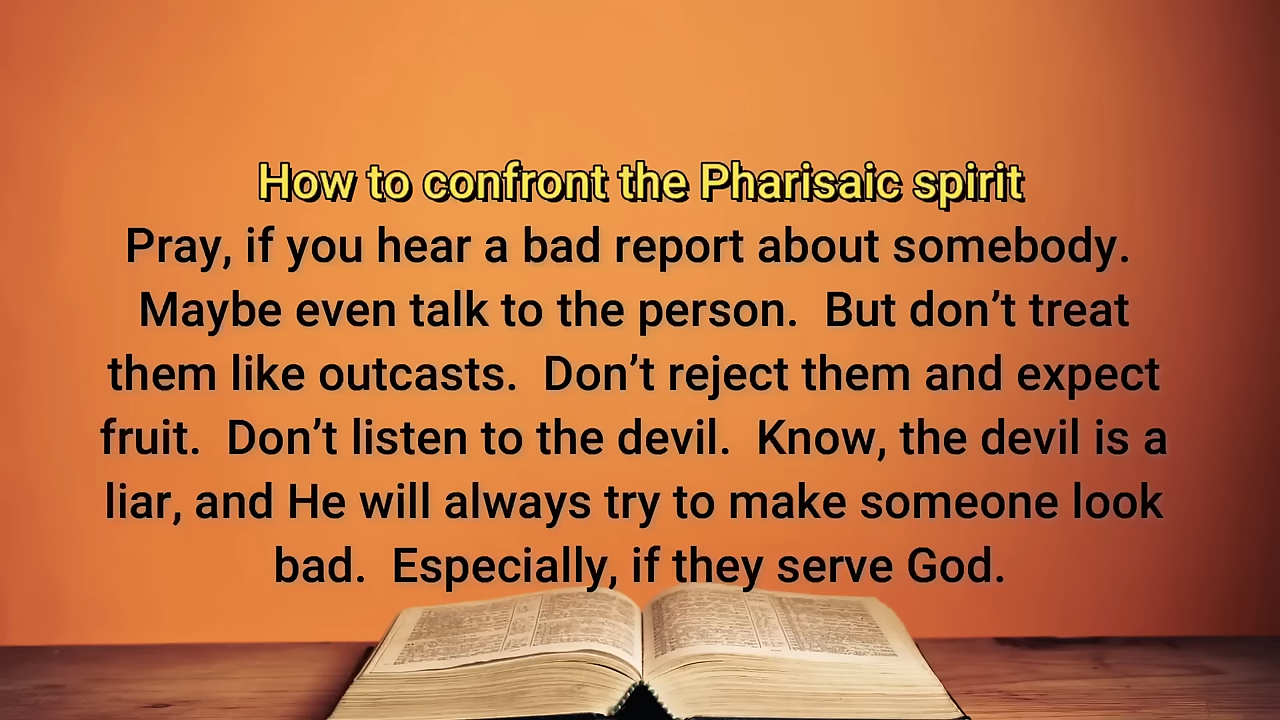 How to confront the Pharisaic spirit
Pray, if you hear a bad report about somebody.
Maybe even talk to the person.  But don’t treat
them like outcasts.  Don’t reject them and expect
fruit.  Don’t listen to the devil.  Know, the devil is a
liar, and He will always try to make someone look
bad.  Especially, if they serve God.